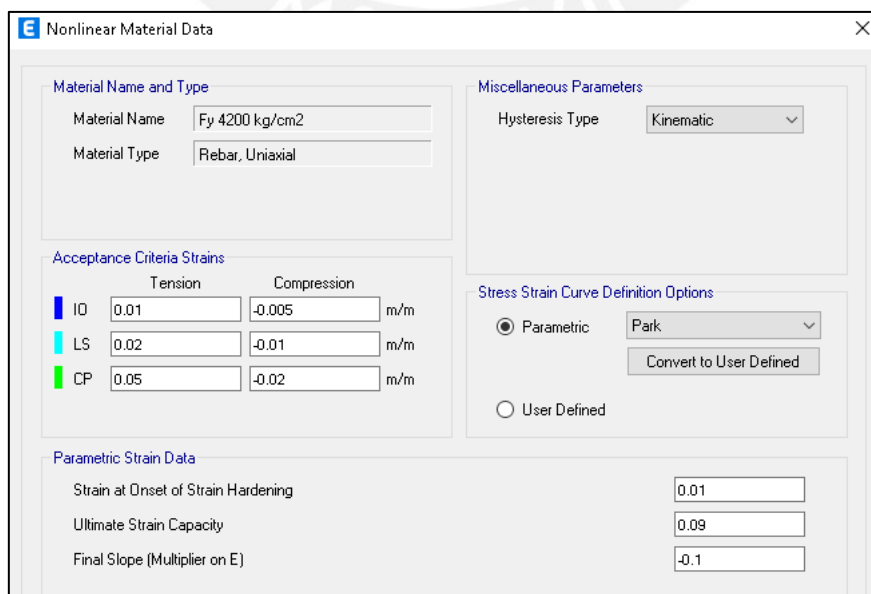 E Nonlinear Material Data
Material Name and Type
Material Name Fy 4200 kg/cm2
Material Type Rebar, Uniaxial
Miscellaneous Parameters
Hysteresis Type Kinematic
Acceptance Criteria Strains
Tension Compression
IO 0.01 -0.005 m/m
LS 0.02 -0.01 m/m
CP 0.05 -0.02 m/m
Stress Strain Curve Definition Options
Parametric Park
Convert to User Defined
User Defined
Parametric Strain Data
Strain at Onset of Strain Hardening 0.01
Ultimate Strain Capacity 0.09
Final Slope (Multiplier on E) -0.1